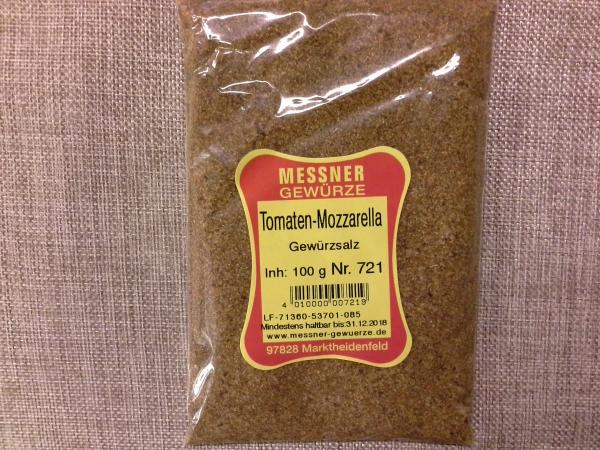 MESSNER
GEWÜRZE
Tomaten-Mozzarella
Gewürzsalz
Inh: 100 g Nr. 721
4 010000 007219
LF-71360-53701-085
Mindestens haltbar bis:31.12.2018
www.messner-gewuerze.de
97828 Marktheidenfeld